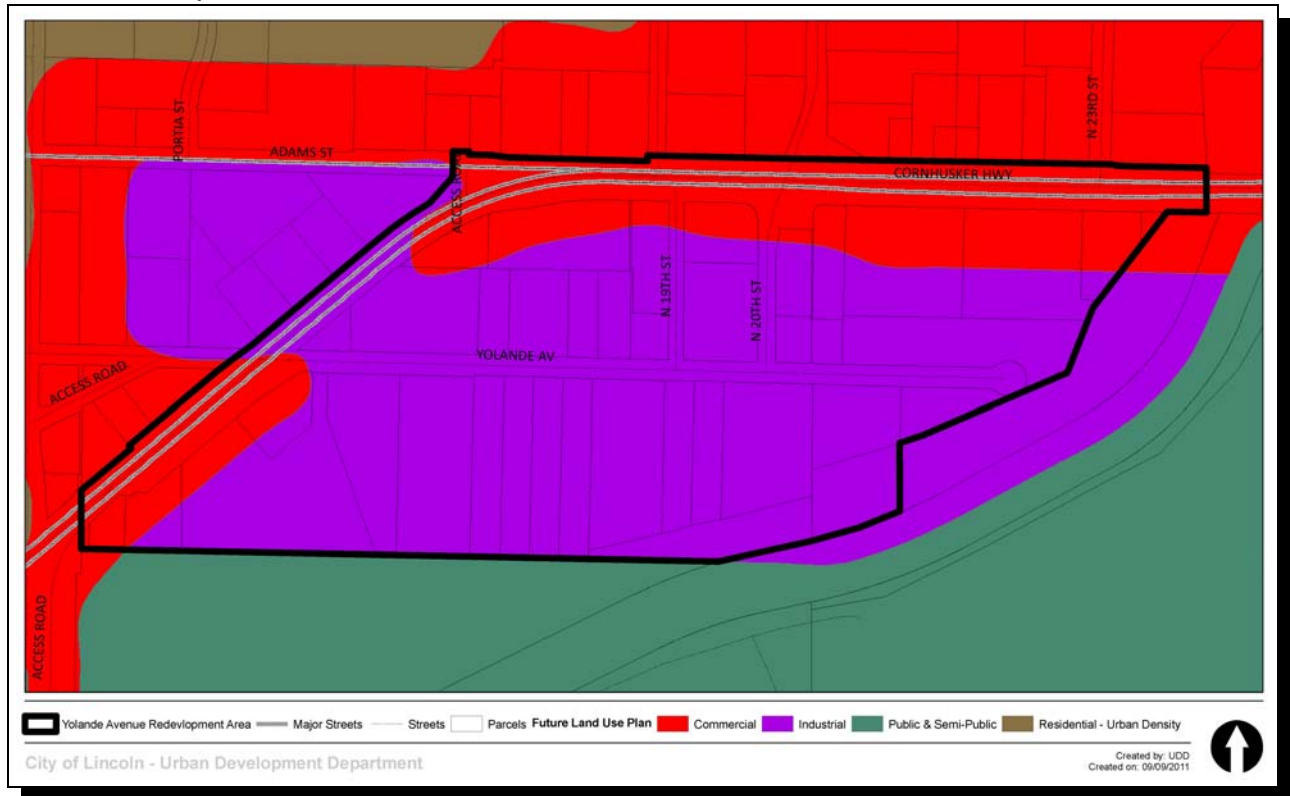 PORTIA ST
N 23RD ST
ADAMS ST
ACCESS ROAD
CORNHUSKER HWY
N 19TH ST
N 20TH ST
YOLANDE AV
ACCESS ROAD
ACCESS ROAD
Yolande Avenue Redevlopment Area Major Streets Streets Parcels Future Land Use Plan Commercial Industrial Public & Semi-Public Residential - Urban Density
City of Lincoln - Urban Development Department
Created by: UDD
Created on: 09/09/2011